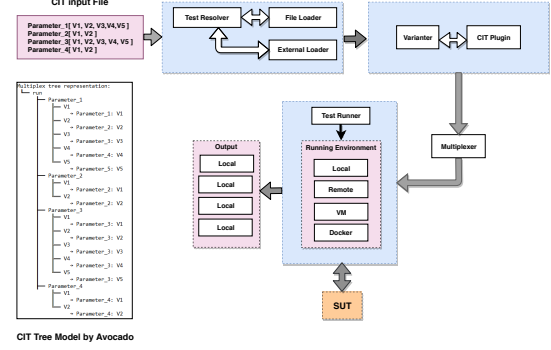 CIT Input File
Parameter_1[ V1, V2, V3,V4,V5 ]
Parameter_2[ V1, V2 ]
Parameter_3[ V1, V2, V3, V4, V5 ]
Parameter_4[ V1, V2 ]
Test Resolver
File Loader
External Loader
Varianter
CIT Plugin
Multiplexer
Test Runner
Running Environment
Local
Remote
VM
Docker
Output
Local
Local
Local
Local
SUT
Multiplex tree representation:
run
Parameter_1
V1
→ Parameter_1: V1
V2
→ Parameter_1: V2
V3
→ Parameter_3: V3
V4
→ Parameter_4: V4
V5
→ Parameter_5: V5
Parameter_2
V1
→ Parameter_2: V1
V2
→ Parameter_2: V2
Parameter_3
V1
→ Parameter_3: V1
V2
→ Parameter_3: V2
V3
→ Parameter_3: V3
V4
→ Parameter_3: V4
V5
→ Parameter_3: V5
Parameter_4
V1
→ Parameter_4: V1
V2
→ Parameter_4: V2
CIT Tree Model by Avocado